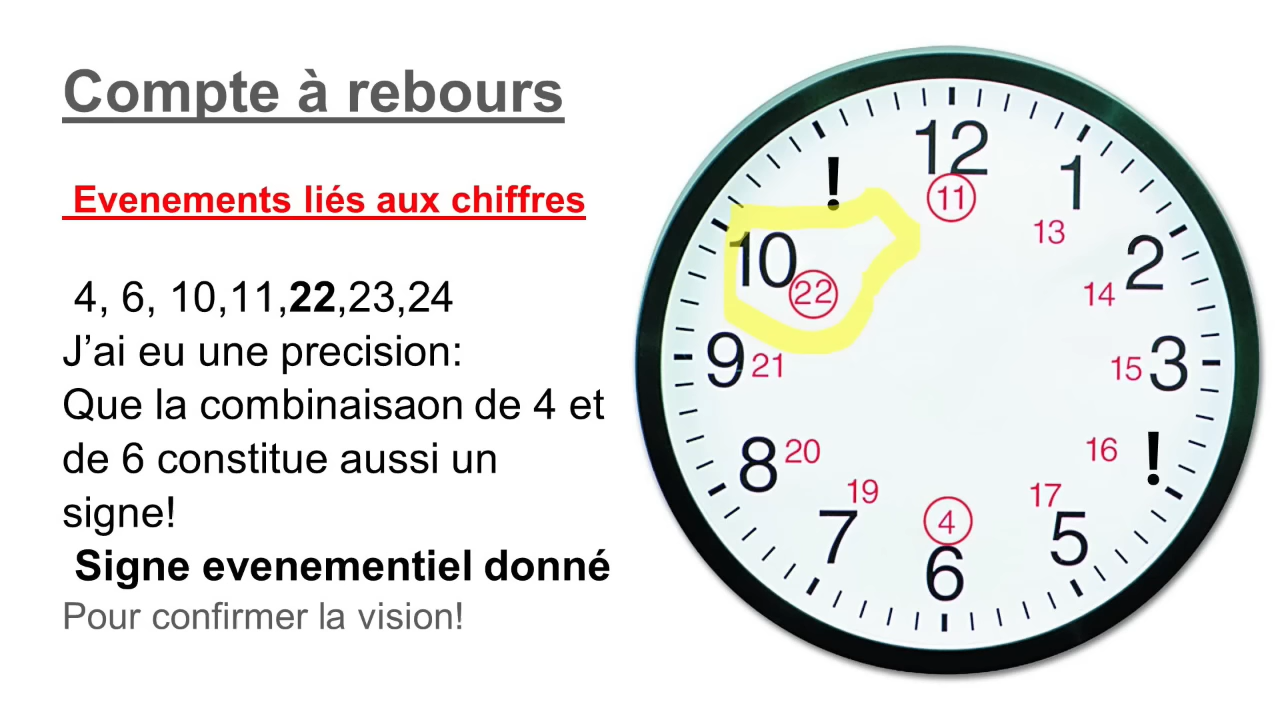 Compte à rebours
Evenements liés aux chiffres
4, 6, 10,11,22,23,24
J’ai eu une precision:
Que la combinaisaon de 4 et
de 6 constitue aussi un
signe!
Signe evenementiel donné
Pour confirmer la vision!
12
11
!
1
13
10
22
2
14
9
21
15
3
8
20
16
!
19
17
7
4
5
6